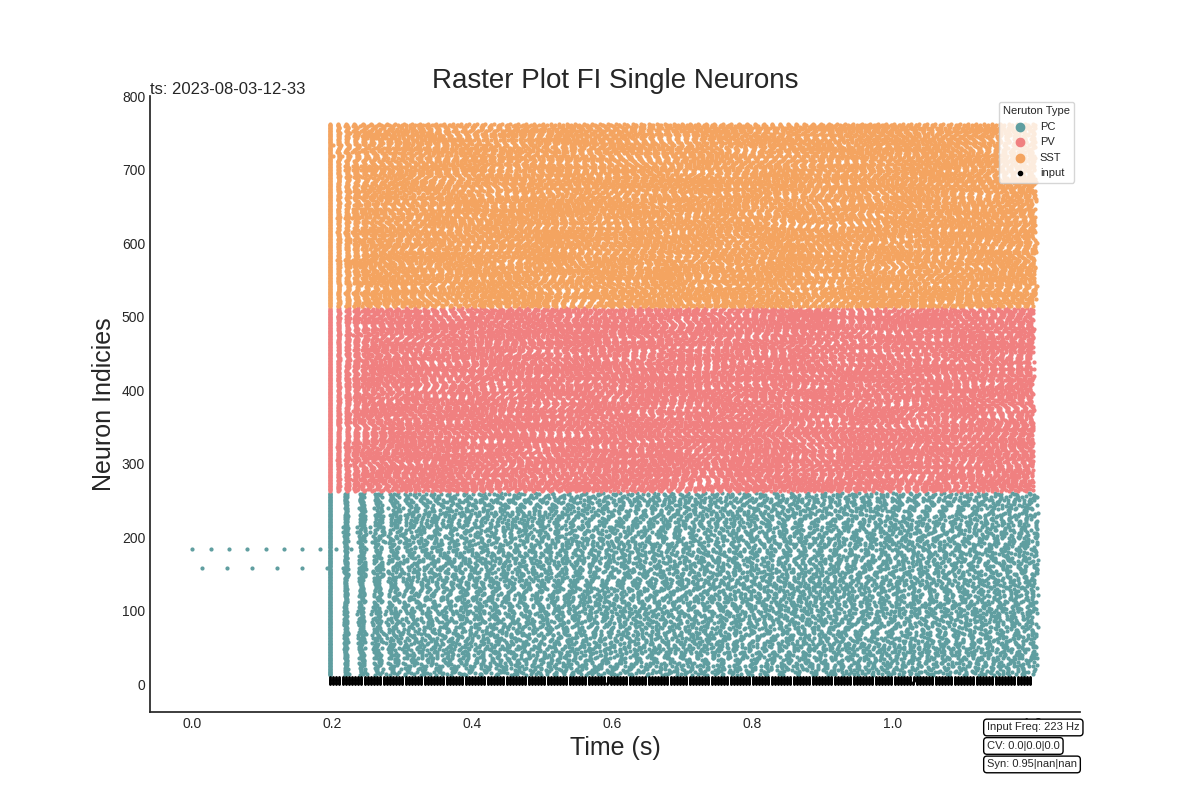 Raster Plot FI Single Neurons
ts: 2023-08-03-12-33
Neruton Type
PC
PV
SST
input
Neuron Indicies
800
700
600
500
400
300
200
100
0
0.0 0.2 0.4 0.6 0.8 1.0
Time (s)
Input Freq: 223 Hz
CV: 0.0|0.0|0.0
Syn: 0.95|nan|nan